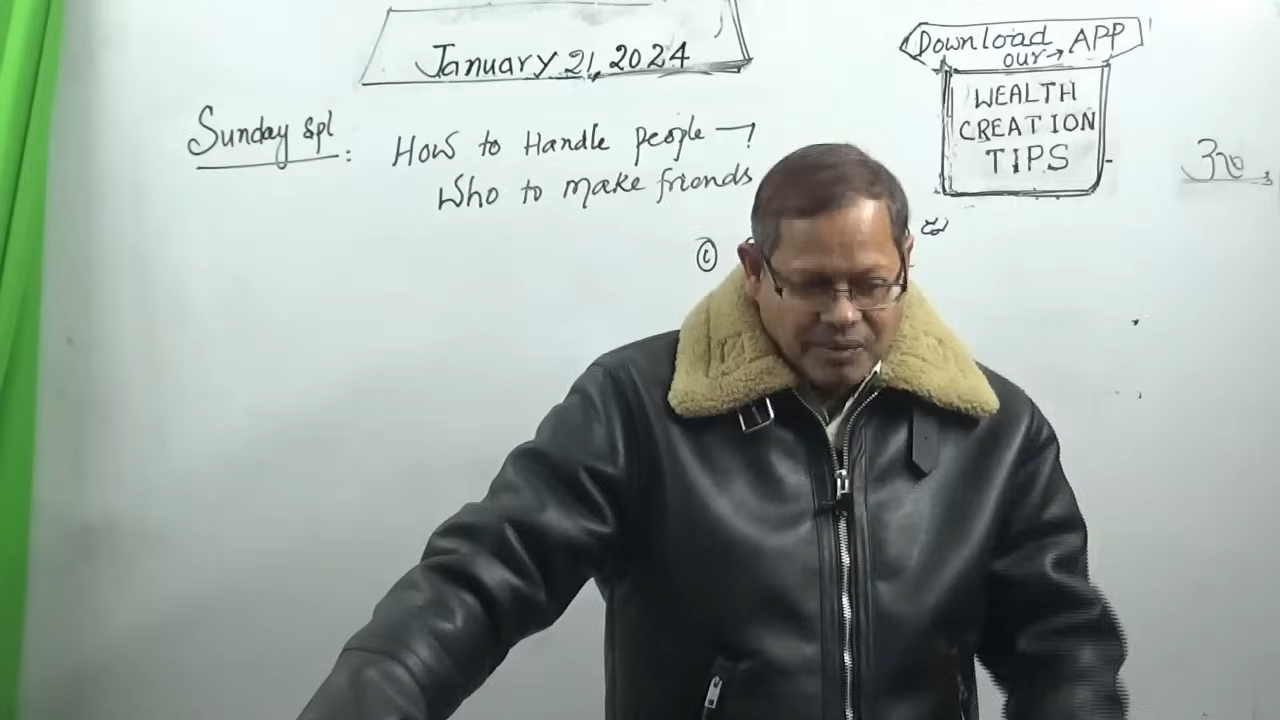 January 21, 2024
Download APP
our→
WEALTH
CREATION
TIPS
Sunday spl :
How to Handle people →
Who to make friends
©